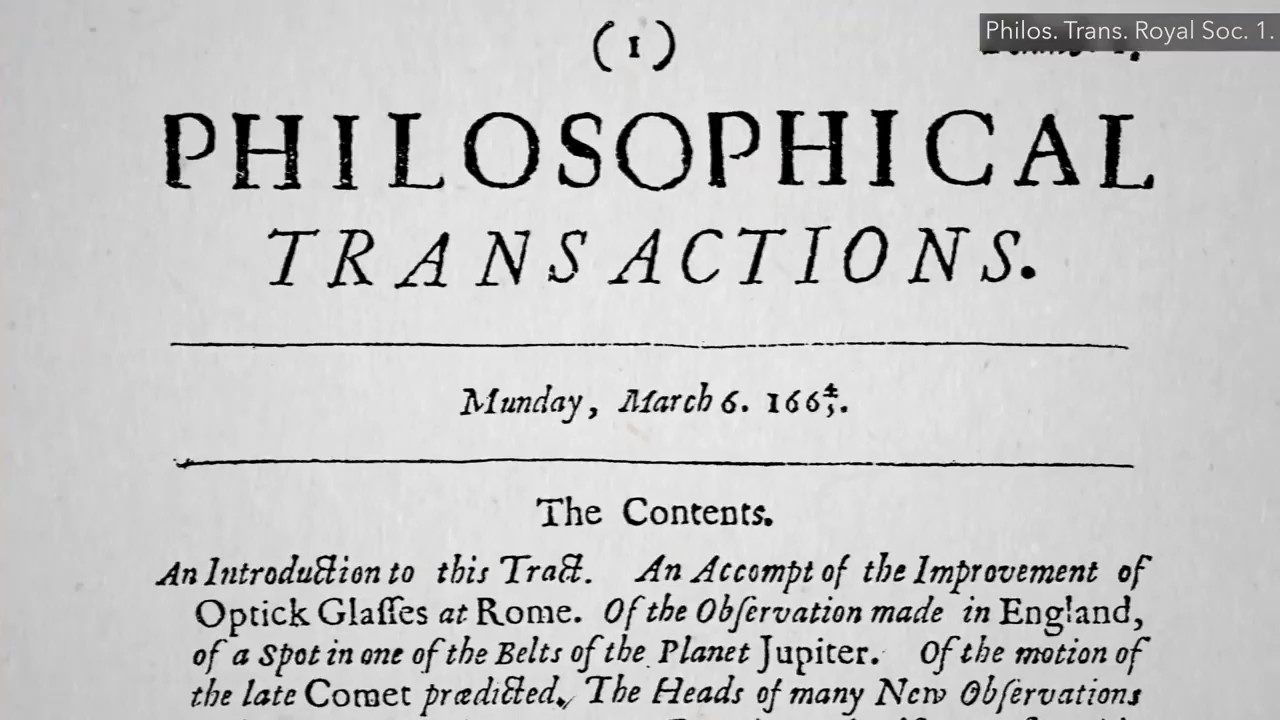 Philos. Trans. Royal Soc. 1.
(1)
PHILOSOPHICAL
TRANSACTIONS.
Munday, March 6. 166⁴⁄₅.
The Contents.
An Introduction to this Tract. An Accompt of the Improvement of
Optick Glaſſes at Rome. Of the Obſervation made in England,
of a Spot in one of the Belts of the Planet Jupiter. Of the motion of
the late Comet prædicted. The Heads of many New Obſervations